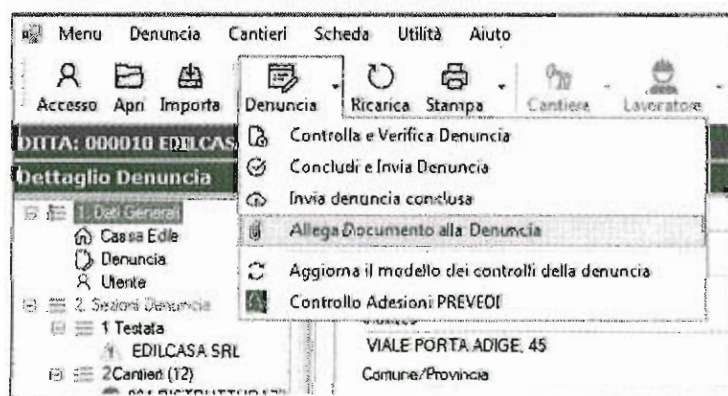 Menu Denuncia Cantieri Scheda Utilità Aiuto
Accesso Apri Importa Denuncia Ricarica Stampa Cantiere Lavoratore
DITTA: 000010 EDILCAS
Dettaglio Denuncia
Controlla e Verifica Denuncia
Concludi e Invia Denuncia
Invia denuncia conclusa
Allega Documento alla Denuncia
Aggiorna il modello dei controlli della denuncia
Controllo Adesioni PREVEDI
1. Dati Generali
Cassa Edile
Denuncia
Utente
2. Sezioni Denuncia
1 Testata
EDILCASA SRL
2Cantieri (12)
VIALE PORTA ADIGE, 45
Comune/Provincia